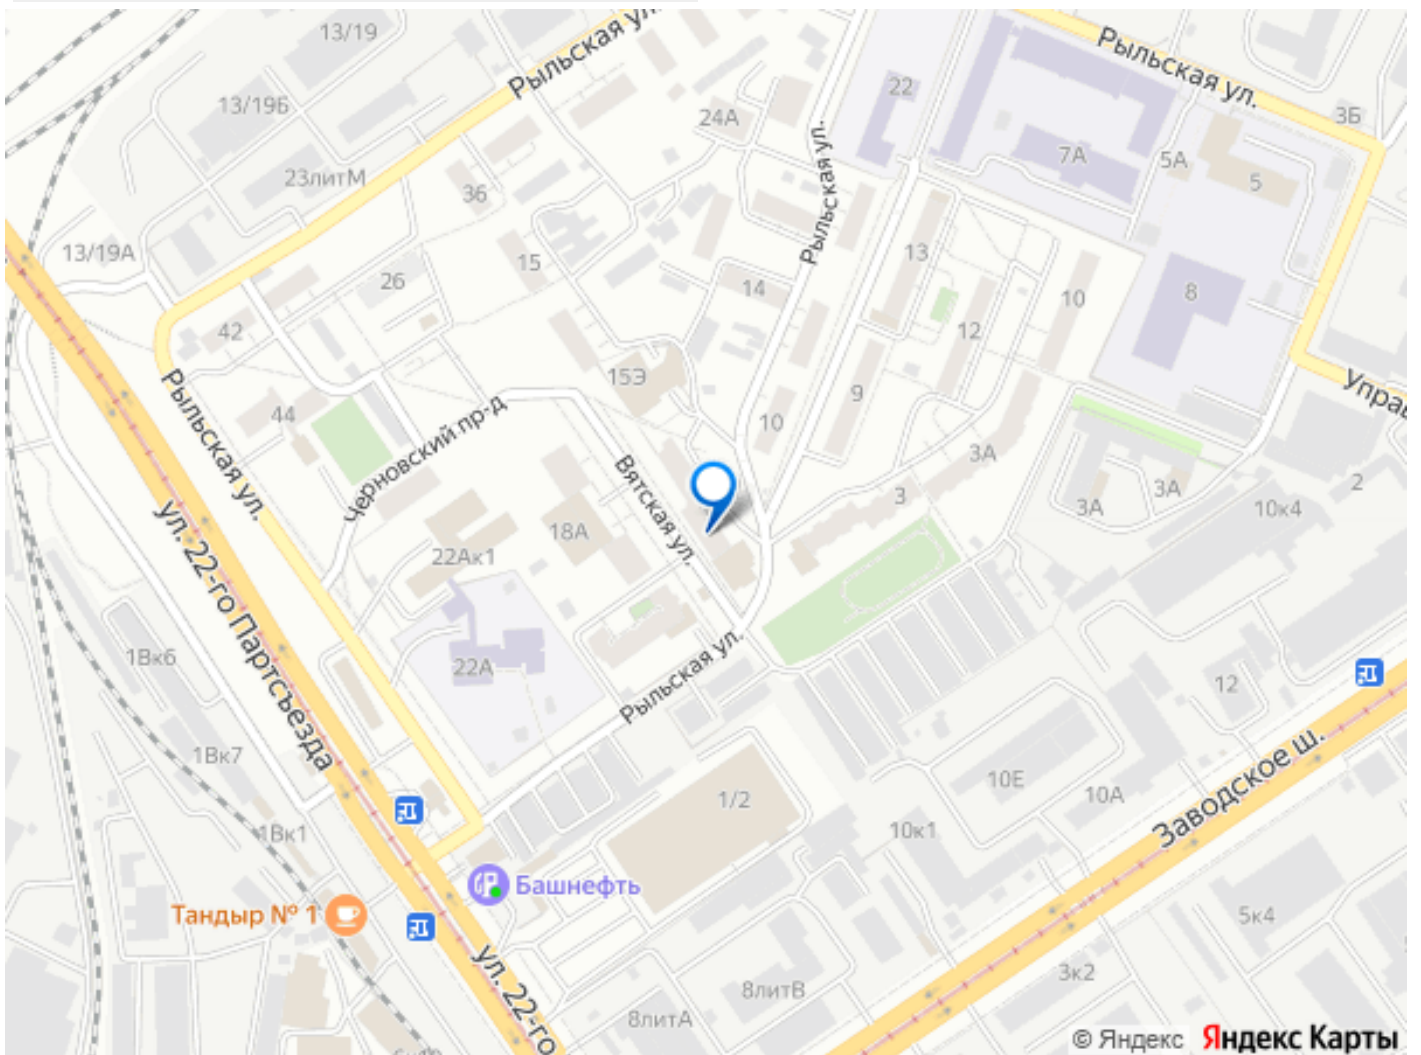 13/19
Рыльская ул.
Рыльская ул.
13/19Б
22
24А
3Б
7А
5А
5
23литМ
36
Рыльская ул.
13/19А
15
13
26
14
10
8
42
12
15Э
9
Управ
44
10
Черновский пр-д
Рыльская ул.
3А
Вятская ул.
3
3А
3А
2
10к4
18А
22Ак1
ул. 22-го Партсъезда
1Вк6
22А
Рыльская ул.
12
1Вк7
Заводское ш.
10Е
1/2
10А
1Вк1
10к1
Башнефть
Тандыр № 1
5к4
ул. 22-го
3к2
8литВ
8литА
© Яндекс Яндекс Карты